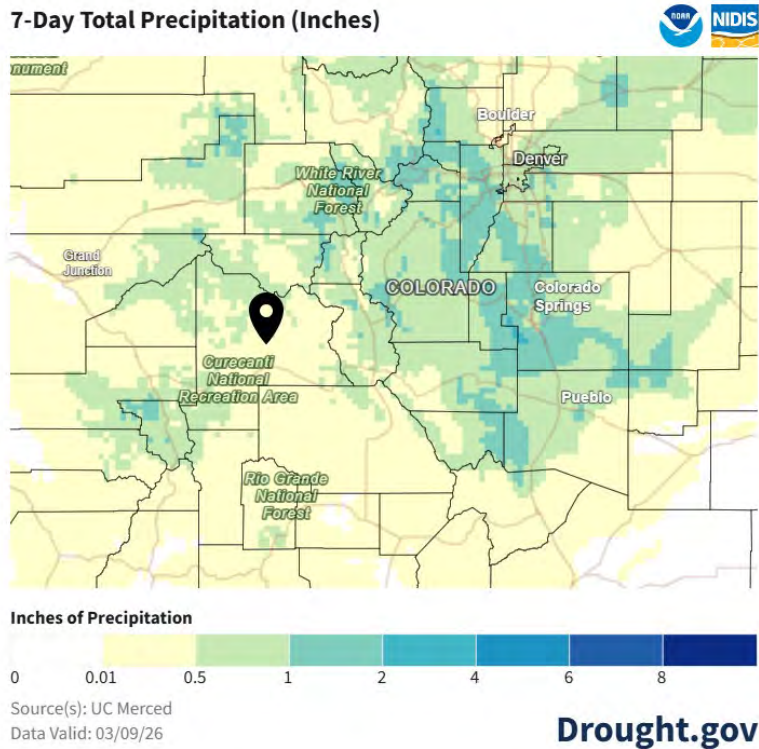 7-Day Total Precipitation (Inches)
NOAA
NIDIS
onument
Boulder
Denver
White River
National
Forest
Grand
Junction
COLORADO
Colorado
Springs
Curecanti
National
Recreation Area
Pueblo
Rio Grande
National
Forest
Inches of Precipitation
0
0.01
0.5
1
2
4
6
8
Source(s): UC Merced
Data Valid: 03/09/26
Drought.gov